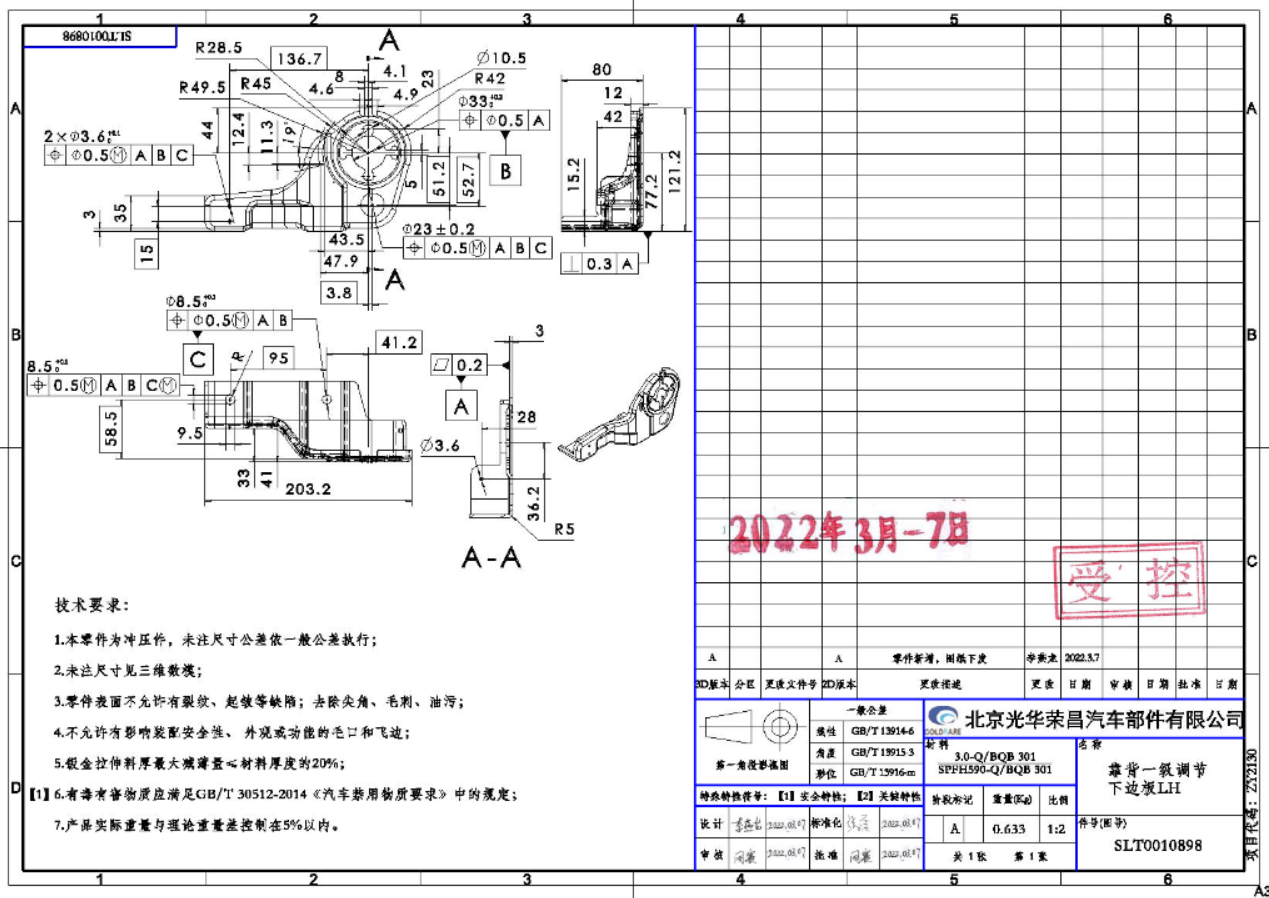 1 2 3 4 5 6
SLT0010898
A
R28.5
136.7
8
4.1
23
Ø10.5
R42
R49.5
R45
4.6
4.9
Ø33
Ø0.5 A
B
44
12.4
11.3
19
2×Ø3.6
Ø0.5Ⓜ A B C
5
51.2
52.7
3
35
15
43.5
47.9
3.8
Ø23±0.2
Ø0.5Ⓜ A B C
A
80
12
42
15.2
77.2
121.2
⊥ 0.3 A
Ø8.5
Ø0.5Ⓜ A B
C
95
41.2
8.5
0.5Ⓜ A B CⓂ
58.5
9.5
33
41
203.2
3
0.2
A
28
Ø3.6
36.2
R5
A-A
技术要求:
1.本零件为冲压件,未注尺寸公差依一般公差执行;
2.未注尺寸见三维数模;
3.零件表面不允许有裂纹、起皱等缺陷;去除尖角、毛刺、油污;
4.不允许有影响装配安全性、外观或功能的毛口和飞边;
5.钣金拉伸料厚最大减薄量≤材料厚度的20%;
【1】6.有毒有害物质应满足GB/T 30512-2014《汽车禁用物质要求》中的规定;
7.产品实际重量与理论重量差控制在5%以内。
2022年3月-7日
受控
A A 零件新增,图纸下发 2022.3.7
3D版本 分区 更改文件号 2D版本 更改描述 更改 日期 审核 日期 批准 日期
第一角投影视图
一般公差
线性 GB/T 13914-6
角度 GB/T 13915-3
形位 GB/T 15916-m
特殊特性符号:【1】安全特性;【2】关键特性
设计 2022.03.07 标准化 2022.03.07
审核 2022.03.07 批准 2022.03.07
GOLDRARE
北京光华荣昌汽车部件有限公司
材料
3.0-Q/BQB 301
SPFH590-Q/BQB 301
名称
靠背一级调节
下边板LH
阶段标记 重量(Kg) 比例
A 0.633 1:2
共 1 张 第 1 张
件号(图号)
SLT0010898
项目代码: ZY2130
1 2 3 4 5 6
A3